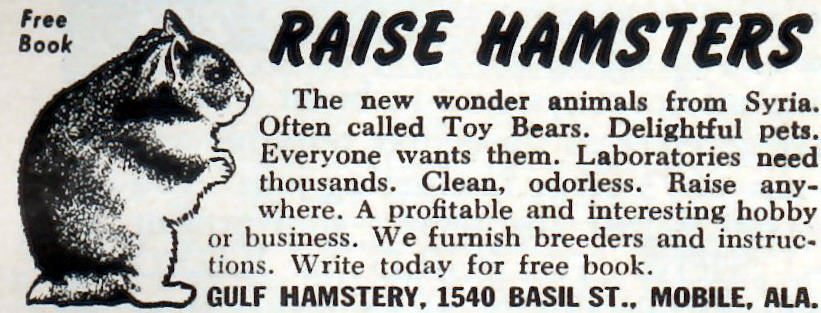 Free
Book
RAISE HAMSTERS
The new wonder animals from Syria.
Often called Toy Bears. Delightful pets.
Everyone wants them. Laboratories need
thousands. Clean, odorless. Raise any-
where. A profitable and interesting hobby
or business. We furnish breeders and instruc-
tions. Write today for free book.
GULF HAMSTERY, 1540 BASIL ST., MOBILE, ALA.